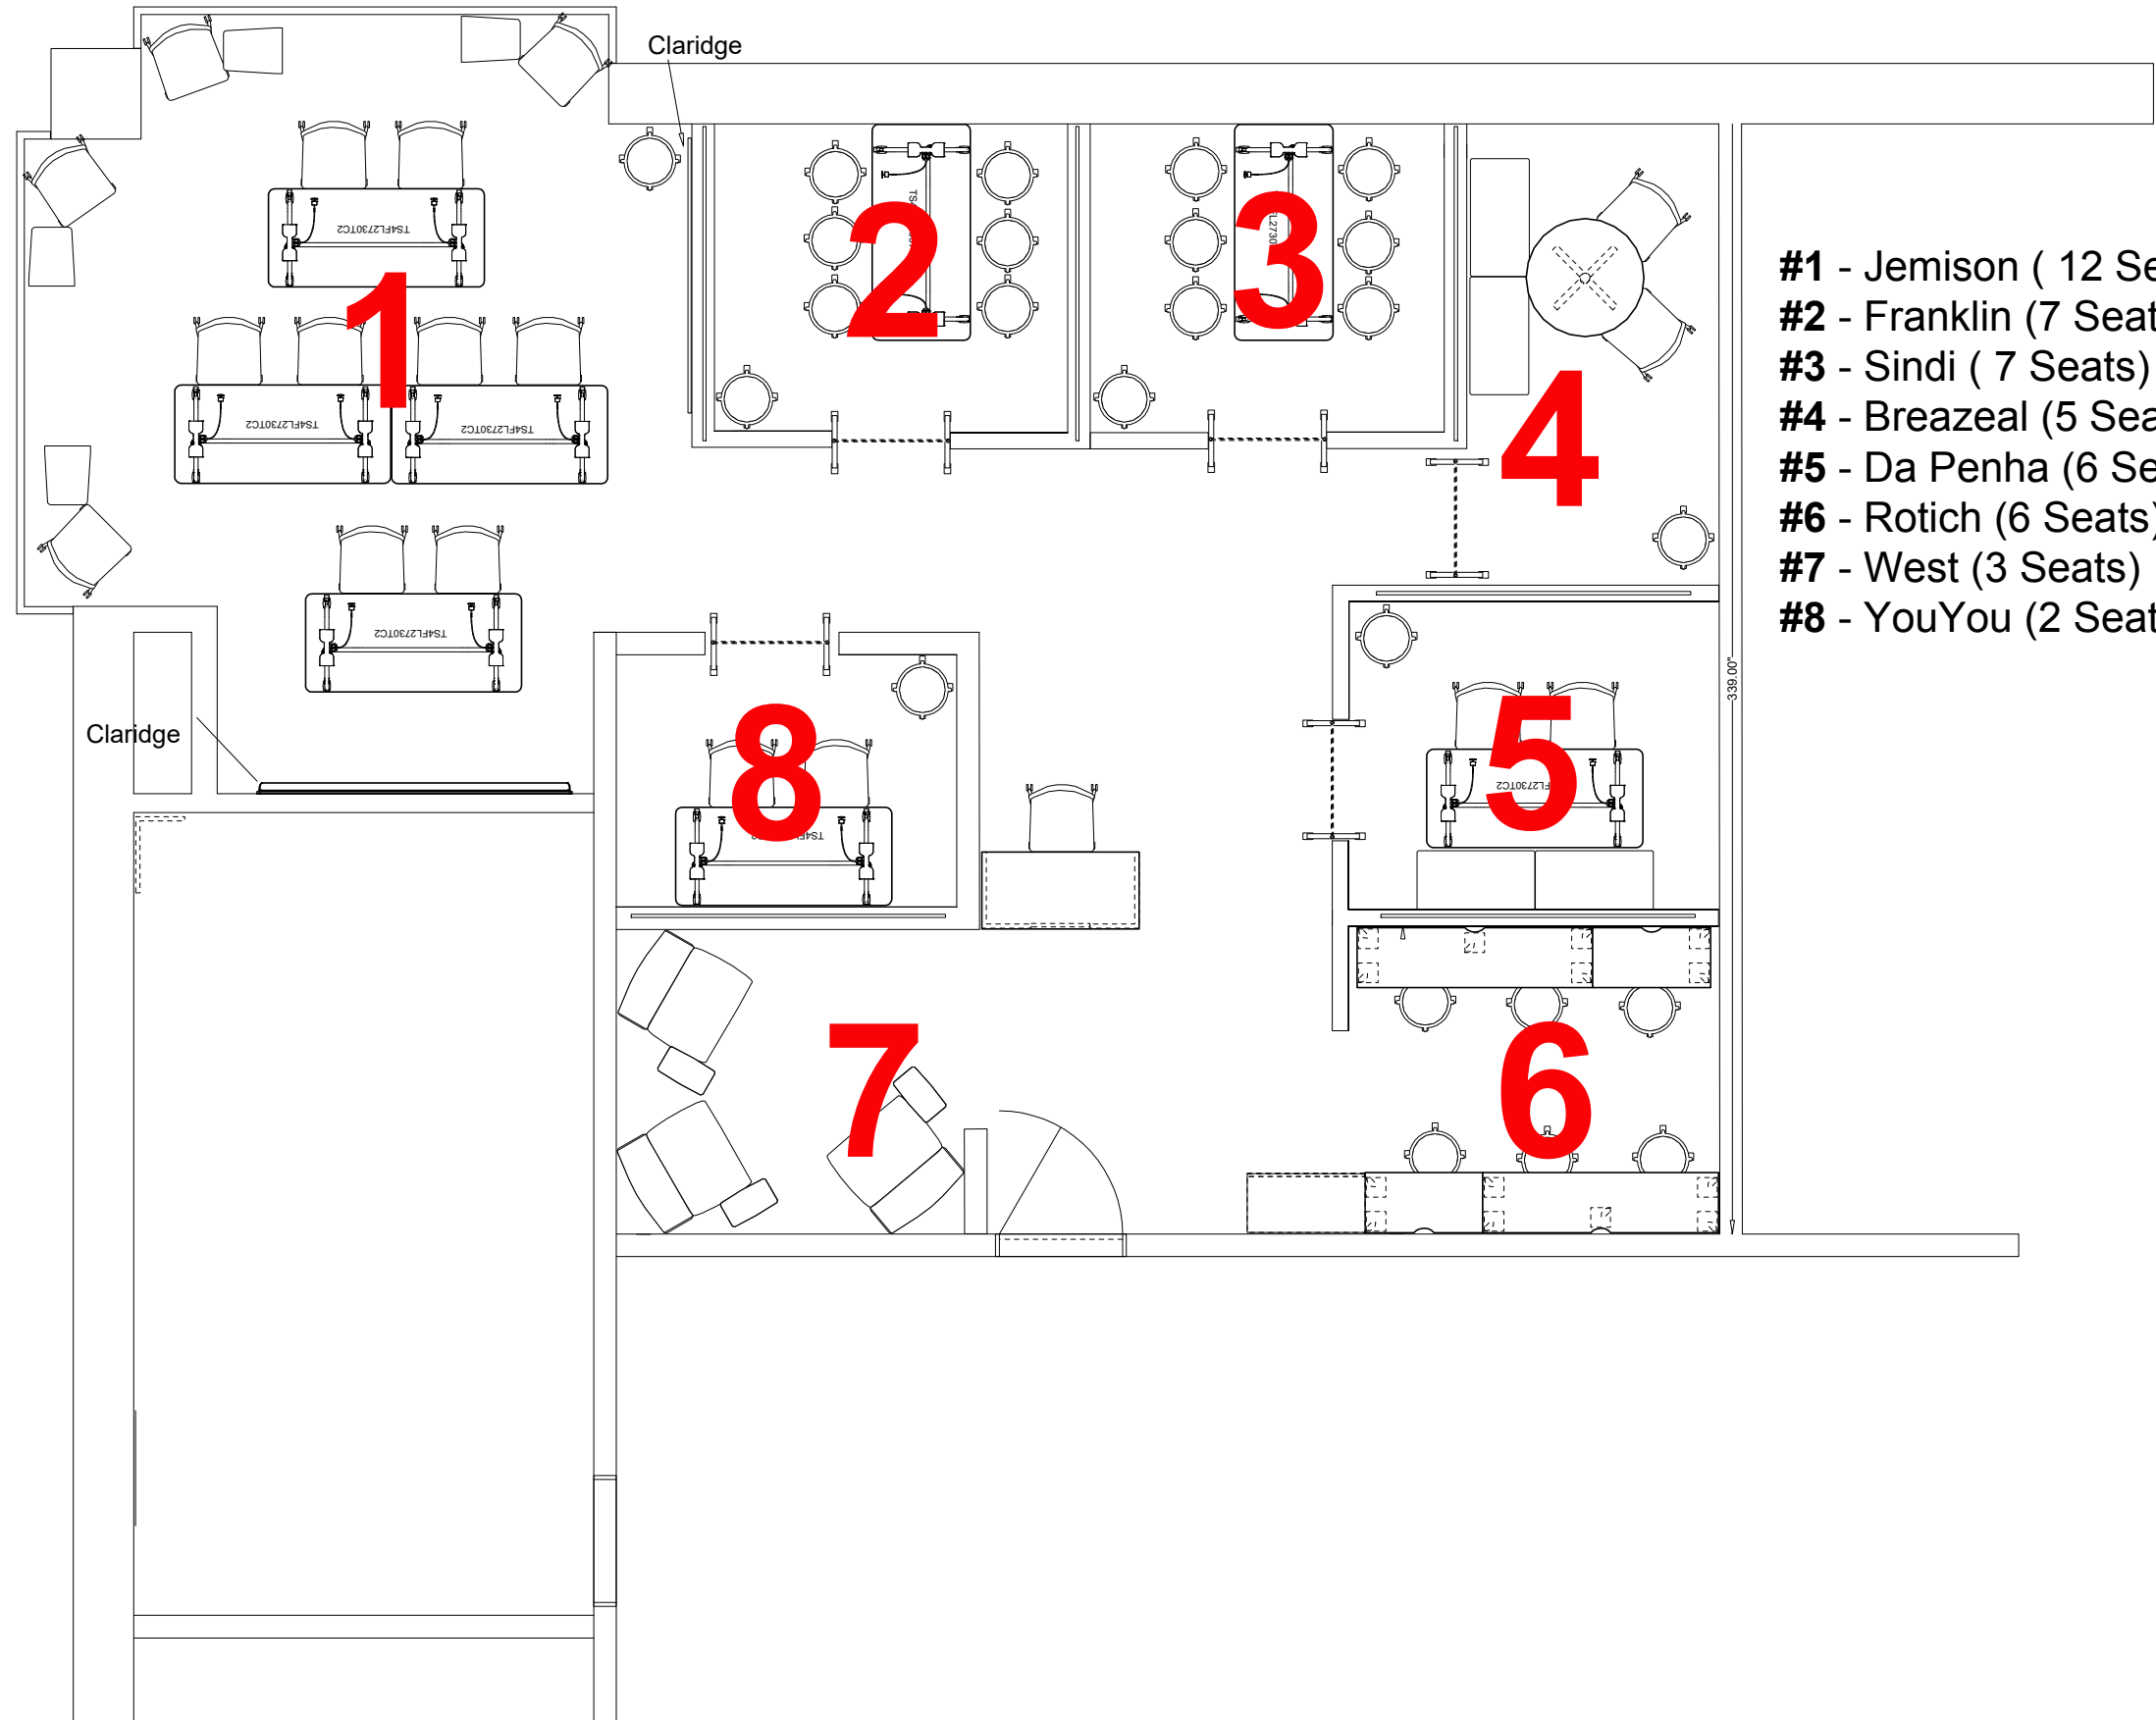 Claridge
TS4FL2730TC2
1
TS4FL2730TC2
TS4FL2730TC2
TS4FL2730TC2
Claridge
2
3
4
5
6
7
8
339.00"
#1 - Jemison ( 12 Se
#2 - Franklin (7 Seat
#3 - Sindi ( 7 Seats)
#4 - Breazeal (5 Sea
#5 - Da Penha (6 Se
#6 - Rotich (6 Seats)
#7 - West (3 Seats)
#8 - YouYou (2 Seat